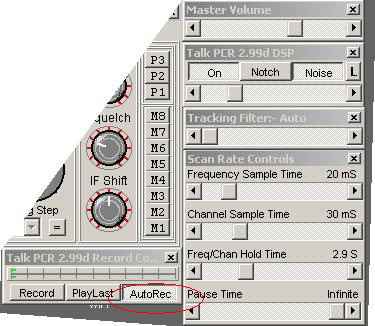 Master Volume
Talk PCR 2.99d DSP
On Notch Noise L
Tracking Filter:- Auto
Scan Rate Controls
Frequency Sample Time 20 mS
Channel Sample Time 30 mS
Freq/Chan Hold Time 2.9 S
Pause Time Infinite
P3
P2
P1
quelch
M8
M7
M6
M5
IF Shift
M4
M3
M2
M1
g Step
=
Talk PCR 2.99d Record Co...
Record PlayLast AutoRec